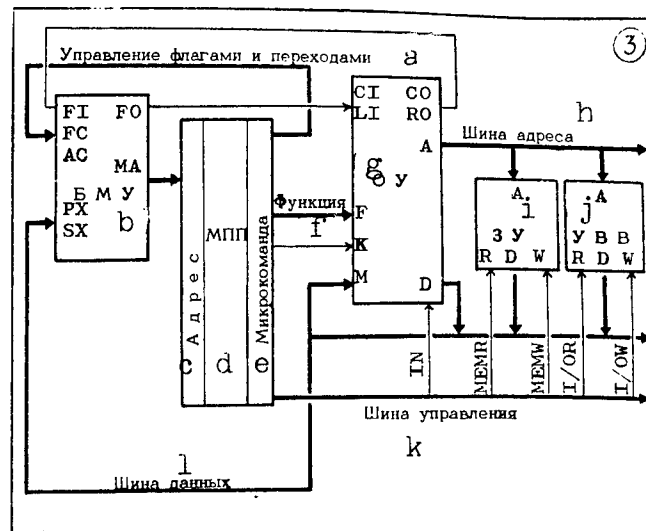 Управление флагами и переходами
a
3
FI FO
FC
AC
MA
Б М У
PX
SX
b
Адрес
c
МПП
d
Микрокоманда
e
Функция
f
CI CO
LI RO
A
g
О У
F
K
M
D
Шина адреса
h
A
i
З У
R D W
A
j
У В В
R D W
IN
MEMR
MEMW
I/OR
I/OW
Шина управления
k
l
Шина данных